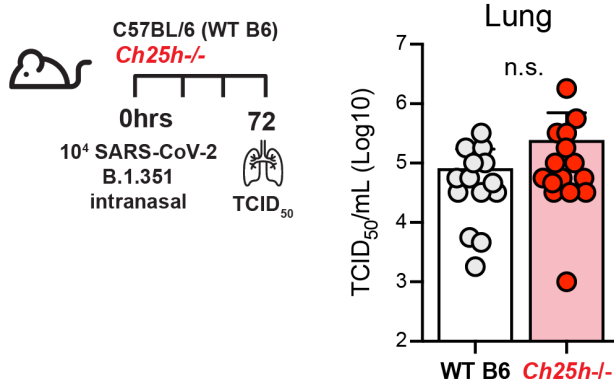 C57BL/6 (WT B6)
Ch25h-/-
0hrs
72
10⁴ SARS-CoV-2
B.1.351
intranasal
TCID₅₀
Lung
n.s.
TCID₅₀/mL (Log10)
7
6
5
4
3
2
WT B6
Ch25h-/-